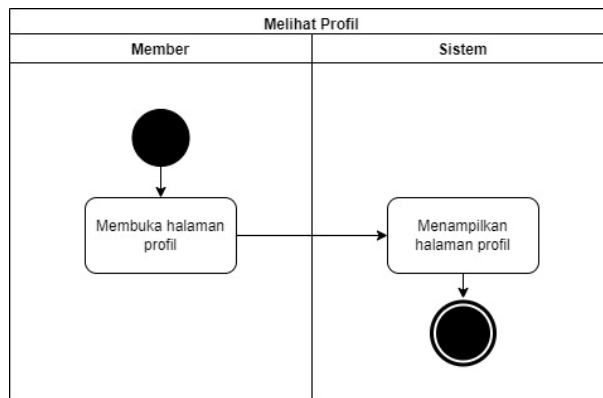 Melihat Profil
Member
Sistem
Membuka halaman
profil
Menampilkan
halaman profil